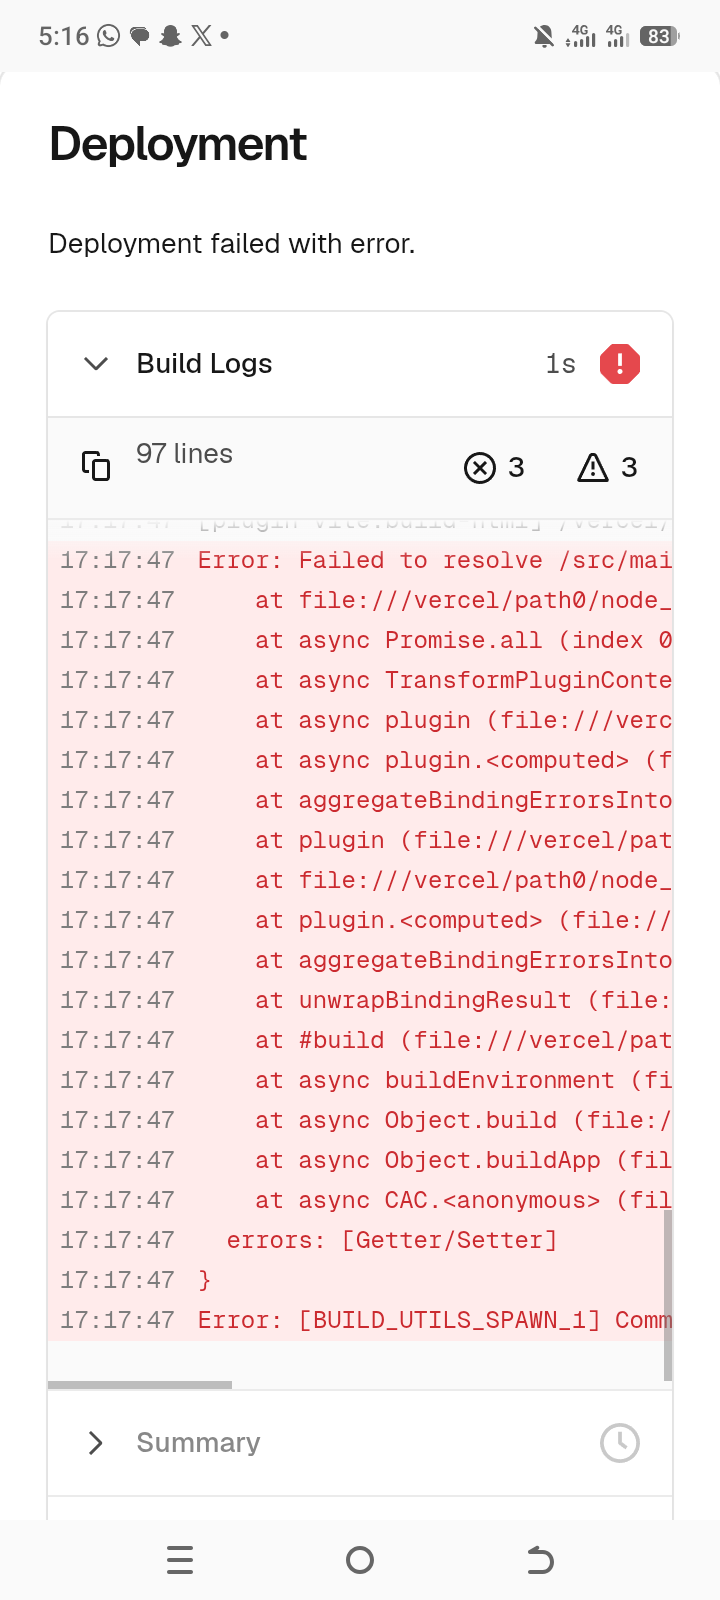 5:16
4G
4G
83
Deployment
Deployment failed with error.
Build Logs
1s
97 lines
3
3
17:17:47 [plugin vite:build-html] /vercel/
17:17:47 Error: Failed to resolve /src/mai
17:17:47 at file:///vercel/path0/node_
17:17:47 at async Promise.all (index 0
17:17:47 at async TransformPluginConte
17:17:47 at async plugin (file:///verc
17:17:47 at async plugin.<computed> (f
17:17:47 at aggregateBindingErrorsInto
17:17:47 at plugin (file:///vercel/pat
17:17:47 at file:///vercel/path0/node_
17:17:47 at plugin.<computed> (file://
17:17:47 at aggregateBindingErrorsInto
17:17:47 at unwrapBindingResult (file:
17:17:47 at #build (file:///vercel/pat
17:17:47 at async buildEnvironment (fi
17:17:47 at async Object.build (file:/
17:17:47 at async Object.buildApp (fil
17:17:47 at async CAC.<anonymous> (fil
17:17:47 errors: [Getter/Setter]
17:17:47 }
17:17:47 Error: [BUILD_UTILS_SPAWN_1] Comm
Summary